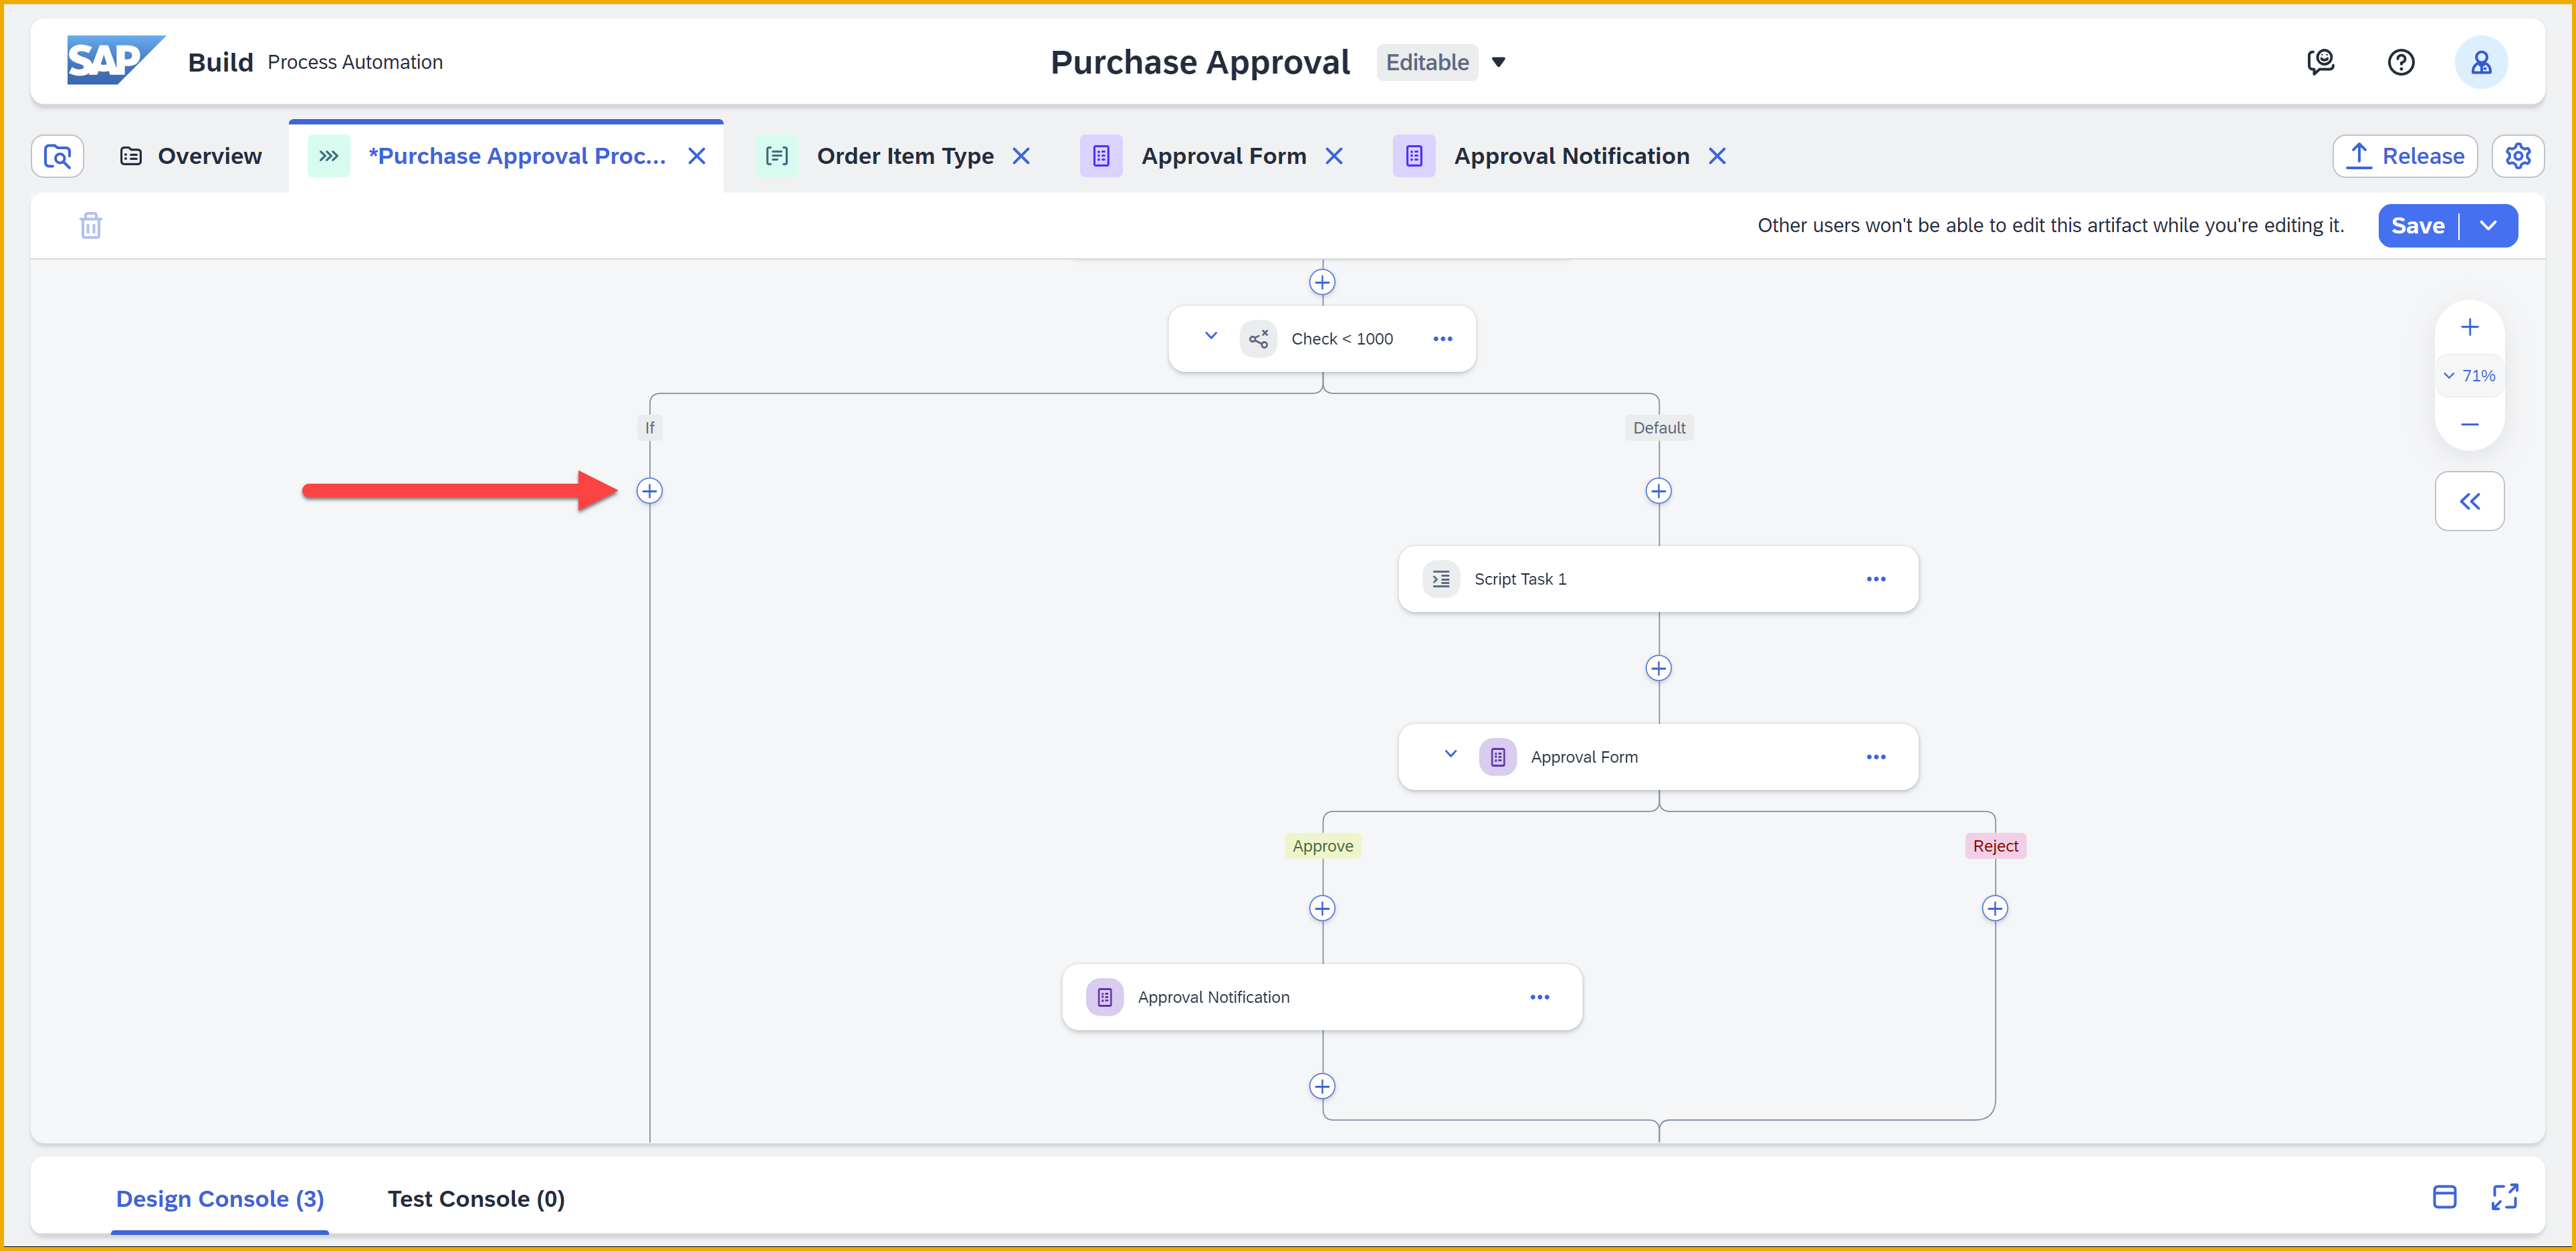 SAP Build Process Automation
Purchase Approval Editable
Overview
*Purchase Approval Proc...
Order Item Type
Approval Form
Approval Notification
Release
Other users won't be able to edit this artifact while you're editing it.
Save
Check < 1000
71%
If
Default
Script Task 1
Approval Form
Approve
Reject
Approval Notification
Design Console (3)
Test Console (0)